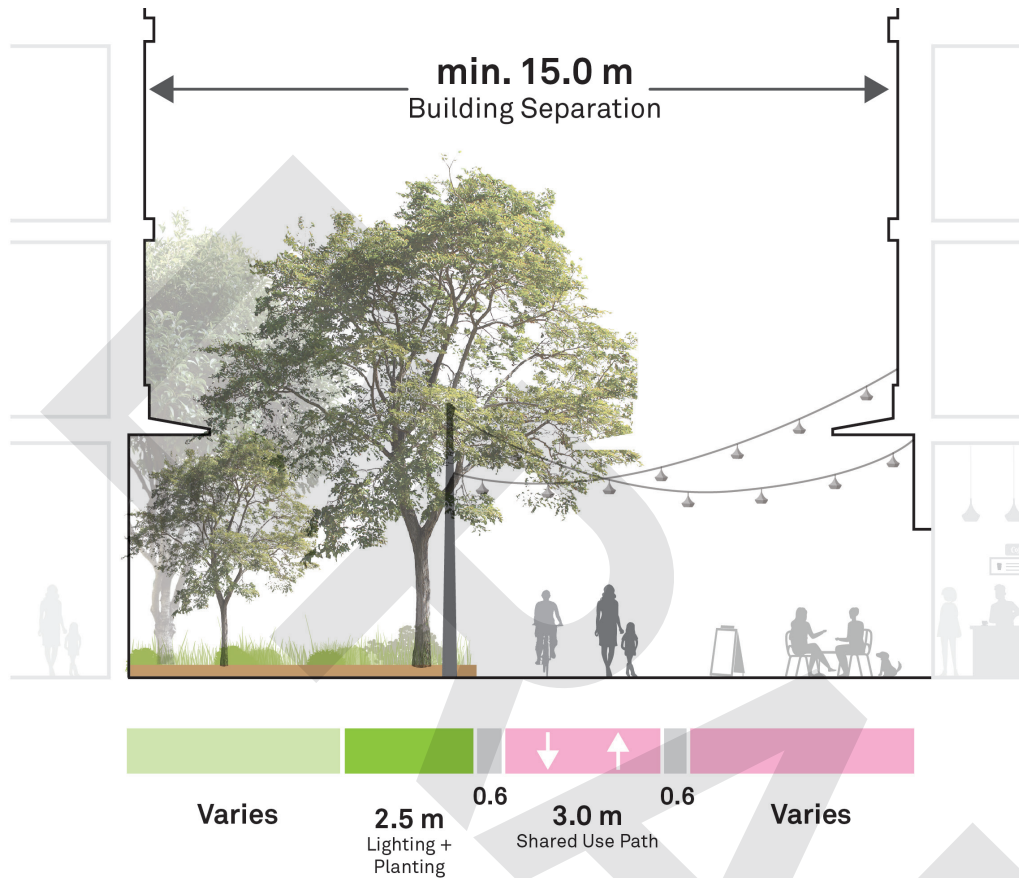 min. 15.0 m
Building Separation
Varies
2.5 m
Lighting +
Planting
0.6
3.0 m
Shared Use Path
0.6
Varies